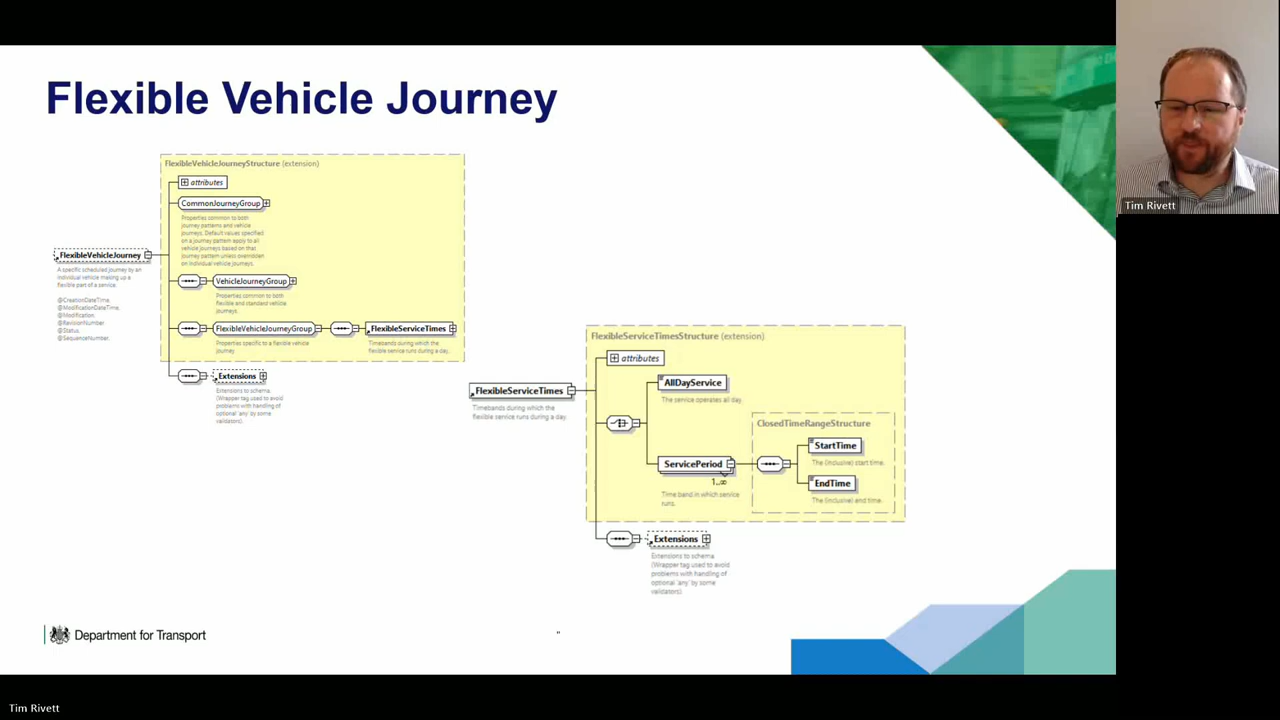 Flexible Vehicle Journey
FlexibleVehicleJourneyStructure (extension)
attributes
CommonJourneyGroup
Properties common to both
journey patterns and vehicle
journeys. Default values specified
on a journey pattern apply to all
vehicle journeys based on that
journey pattern unless overridden
on individual vehicle journeys.
FlexibleVehicleJourney
A specific scheduled journey by an
individual vehicle making up a
flexible part of a service.
@CreationDateTime.
@ModificationDateTime.
@Modification.
@RevisionNumber.
@Status.
@SequenceNumber.
VehicleJourneyGroup
Properties common to both
flexible and standard vehicle
journeys.
FlexibleVehicleJourneyGroup
Properties specific to a flexible vehicle
journey.
FlexibleServiceTimes
Timebands during which the
flexible service runs during a day.
Extensions
Extensions to schema.
(Wrapper tag used to avoid
problems with handling of
optional 'any' by some
validators).
FlexibleServiceTimesStructure (extension)
attributes
FlexibleServiceTimes
Timebands during which the
flexible service runs during a day.
AllDayService
The service operates all day.
ServicePeriod
1..∞
Time band in which service
runs.
ClosedTimeRangeStructure
StartTime
The (inclusive) start time.
EndTime
The (inclusive) end time.
Extensions
Extensions to schema.
(Wrapper tag used to avoid
problems with handling of
optional 'any' by some
validators).
Department for Transport
"
Tim Rivett
Tim Rivett